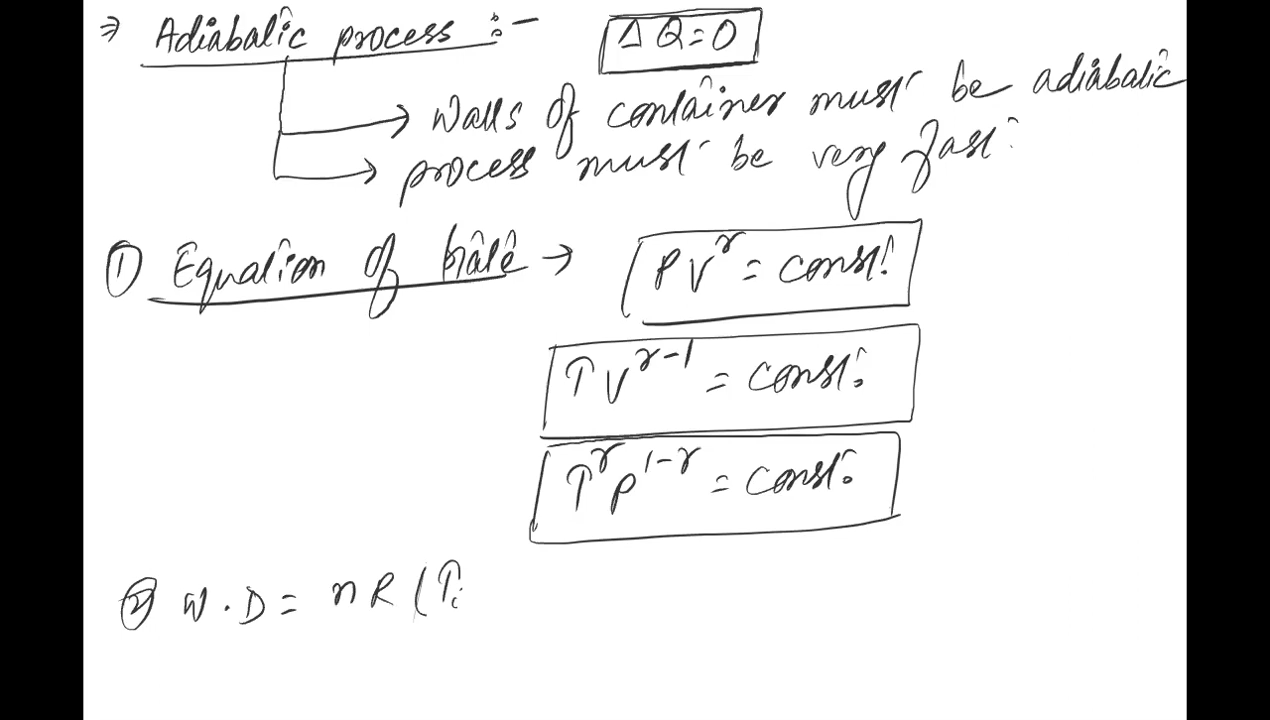 ⇒ Adiabatic process :- ΔQ=0
→ Walls of container must be adiabatic
→ process must be very fast.
① Equation of state → PV^γ = const.
TV^γ-1 = const.
T^γ P^1-γ = const.
② W.D = nR(Ti